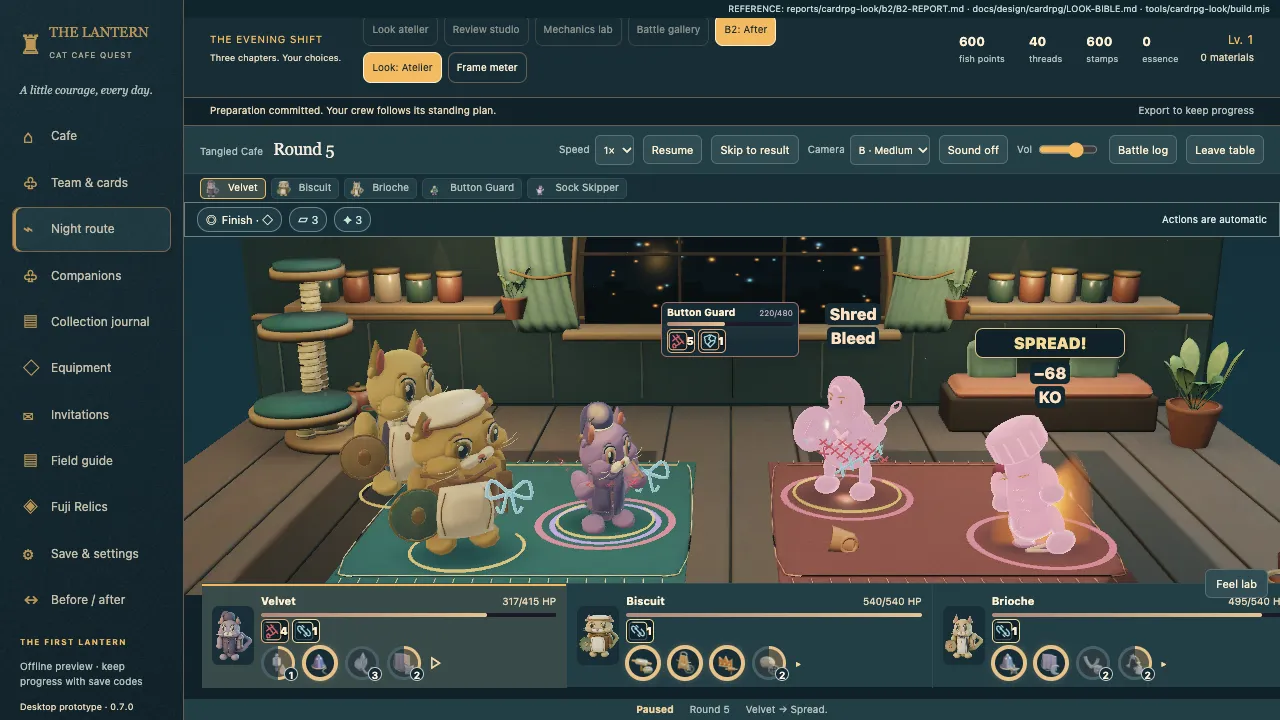 REFERENCE: reports/cardrpg-look/b2/B2-REPORT.md · docs/design/cardrpg/LOOK-BIBLE.md · tools/cardrpg-look/build.mjs
THE LANTERN
CAT CAFE QUEST
A little courage, every day.
Cafe
Team & cards
Night route
Companions
Collection journal
Equipment
Invitations
Field guide
Fuji Relics
Save & settings
Before / after
THE FIRST LANTERN
Offline preview · keep
progress with save codes
Desktop prototype · 0.7.0
THE EVENING SHIFT
Three chapters. Your choices.
Look atelier
Review studio
Mechanics lab
Battle gallery
B2: After
Look: Atelier
Frame meter
600
fish points
40
threads
600
stamps
0
essence
Lv. 1
0 materials
Preparation committed. Your crew follows its standing plan.
Export to keep progress
Tangled Cafe Round 5
Speed 1× Resume Skip to result Camera B · Medium Sound off Vol Battle log Leave table
Velvet Biscuit Brioche Button Guard Sock Skipper
Finish · ◇ 3 3
Actions are automatic
Button Guard 220/480
5 1
Shred
Bleed
SPREAD!
−68
KO
Feel lab
Velvet 317/415 HP
4 1
1 3 2
Biscuit 540/540 HP
1
2
Brioche 495/540 H
1
2 2
Paused Round 5 Velvet → Spread.